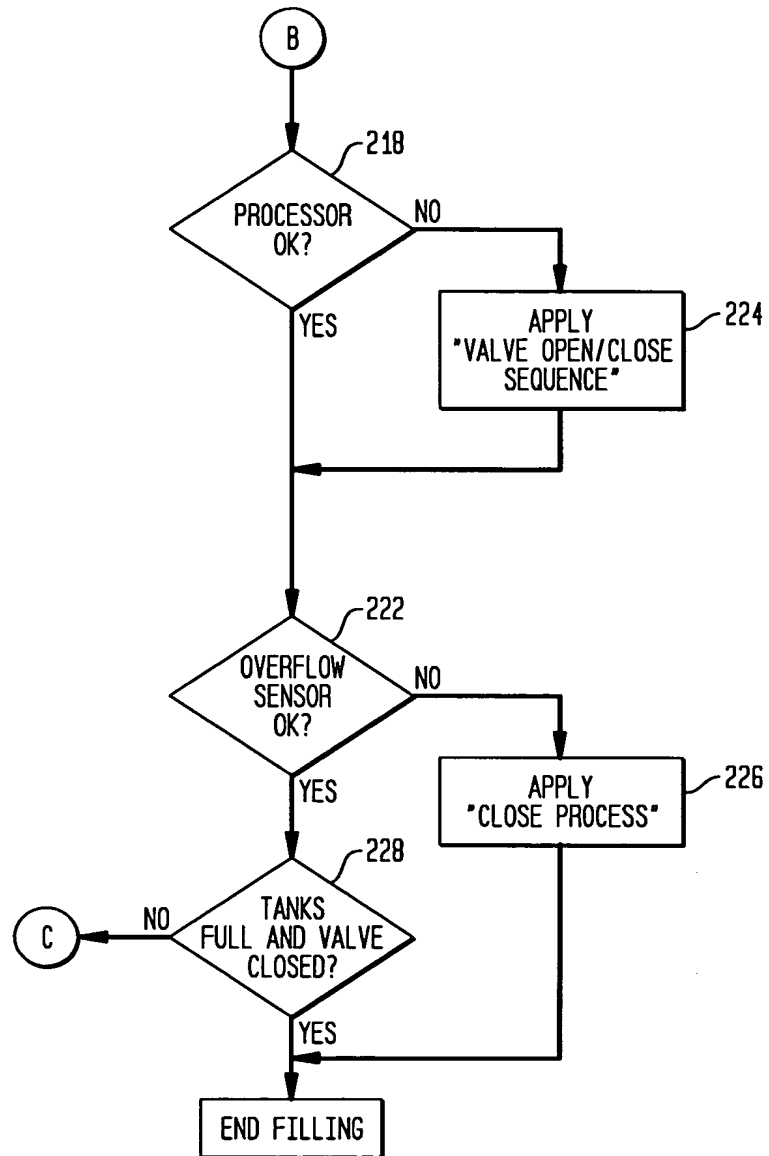 B
218
PROCESSOR
OK?
NO
YES
APPLY
"VALVE OPEN/CLOSE
SEQUENCE"
224
222
OVERFLOW
SENSOR
OK?
NO
YES
APPLY
"CLOSE PROCESS"
226
228
TANKS
FULL AND VALVE
CLOSED?
NO
C
YES
END FILLING